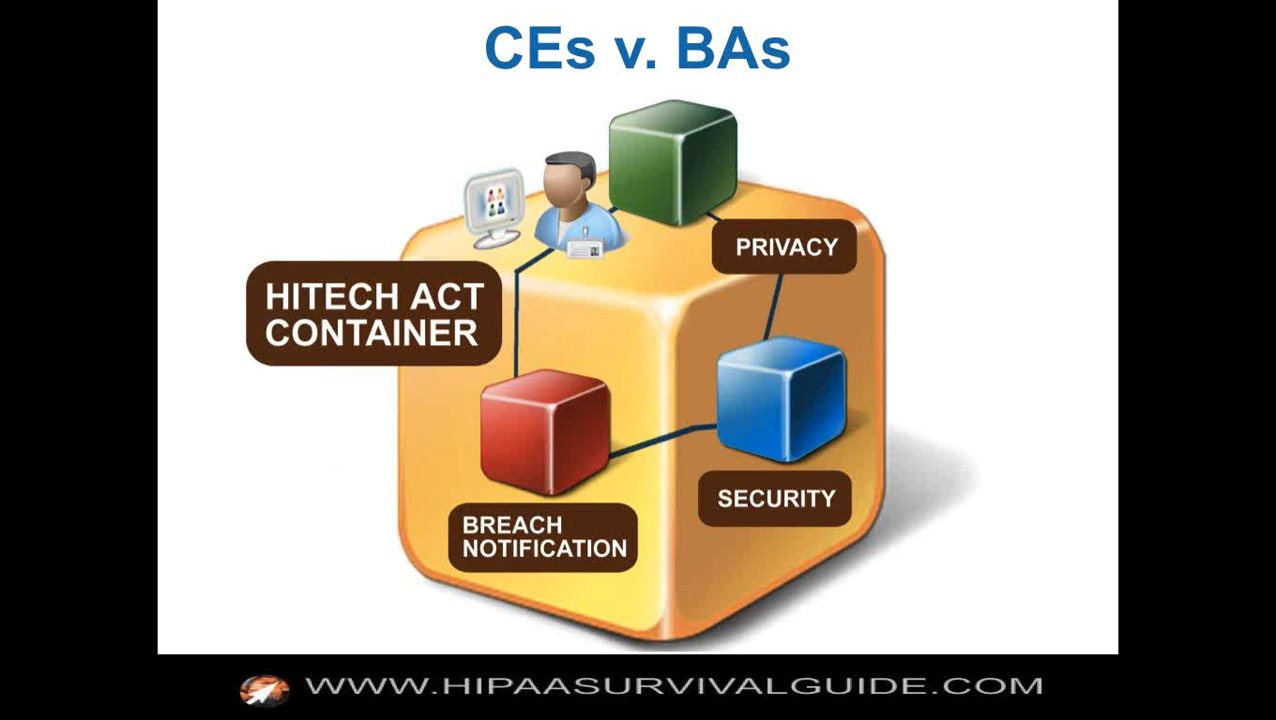 CEs v. BAs
PRIVACY
HITECH ACT
CONTAINER
SECURITY
BREACH
NOTIFICATION
WWW.HIPAASURVIVALGUIDE.COM